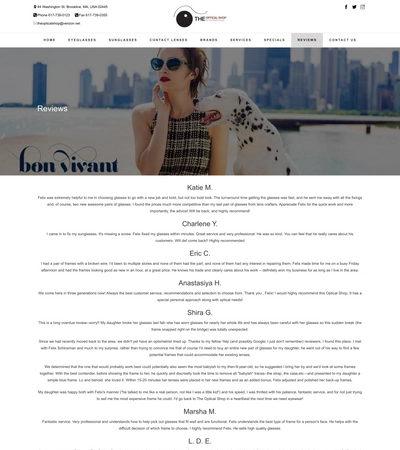 44 Washington St. Brookline, MA, USA 02445
Phone 617-739-0123 Fax 617-739-0355
theopticalshop@verizon.net
THE OPTICAL SHOP
HOME EYEGLASSES SUNGLASSES CONTACT LENSES BRANDS SERVICES SPECIALS REVIEWS CONTACT US
Reviews
bon vivant
Katie M.
Felix was extremely helpful to me in choosing glasses to go with a new job and bold, but not too bold look. The turnaround time getting the glasses was fast, and he sent me away with all the fixings
and, of course, two new awesome pairs of glasses. I found the prices much more competitive than my last pair of glasses from lens crafters. Appreciate Felix for the quick work and more
importantly, the advice! Will be back, and highly recommend!!
Charlene Y.
I came in to fix my sunglasses. It's missing a screw. Felix fixed my glasses within minutes. Great service and very professional. He was so kind. You can feel that he really cares about his
customers. Will def come back!! Highly recommended
Eric C.
I had a pair of frames with a broken wire. I'd been to multiple stores and none of them had the part, and none of them had any interest in repairing them. Felix made time for me on a busy Friday
afternoon and had the frames looking good as new in an hour, at a great price. He knows his trade and clearly cares about his work – definitely won my business for as long as I live in the area.
Anastasiya H.
We come here in three generations now! Always the best customer service, recommendations and selection to choose from. Thank you , Felix! I would highly recommend this Optical Shop. It has a
special personal approach along with optical needs!
Shira G.
This is a long overdue review-sorry!! My daughter broke her glasses last fall -she has worn glasses for nearly her whole life and has always been careful with her glasses so this sudden break (the
frame snapped right on the bridge) was totally unexpected
Since we had recently moved back to the area, we didn't yet have an optometrist lined up. Thanks to my fellow Yelp (and possibly Google: I just don't remember) reviewers, I found this place. I met
with Felix Schlosman and much to my surprise, rather than trying to convince me that of course I'd need to buy an entire new pair of glasses for my daughter, he went out of his way to find a few
potential frames that could accommodate her existing lenses.
We determined that the one that would probably work best could potentially also seem the most babyish to my then-9-year-old, so he suggested I bring her by and we'd look at some frames
together. With the best contender, before showing the frame to her, he quietly and discreetly took the time to remove all "babyish" traces--the strap, the case,etc.--and presented to my daughter a
simple blue frame. Lo and behold, she loved it. Within 15-20 minutes her lenses were placed in her new frames and as an added bonus, Felix adjusted and polished her back-up frames.
My daughter was happy both with Felix's manner ("he talked to me like a real person, not like I was a little kid") and his speed. I was thrilled with his patience, fantastic service, and for not just trying
to sell me the most expensive frame he could. I'd go back to The Optical Shop in a heartbeat the next time we need eyewear!
Marsha M.
Fantastic service. Very professional and understands how to help pick out glasses that fit well and are functional. Felix understands the best type of frame for a person's face. He helps with the
difficult decision of which frame to choose. I highly recommend Felix. He sells high quality glasses.
L. D. E.